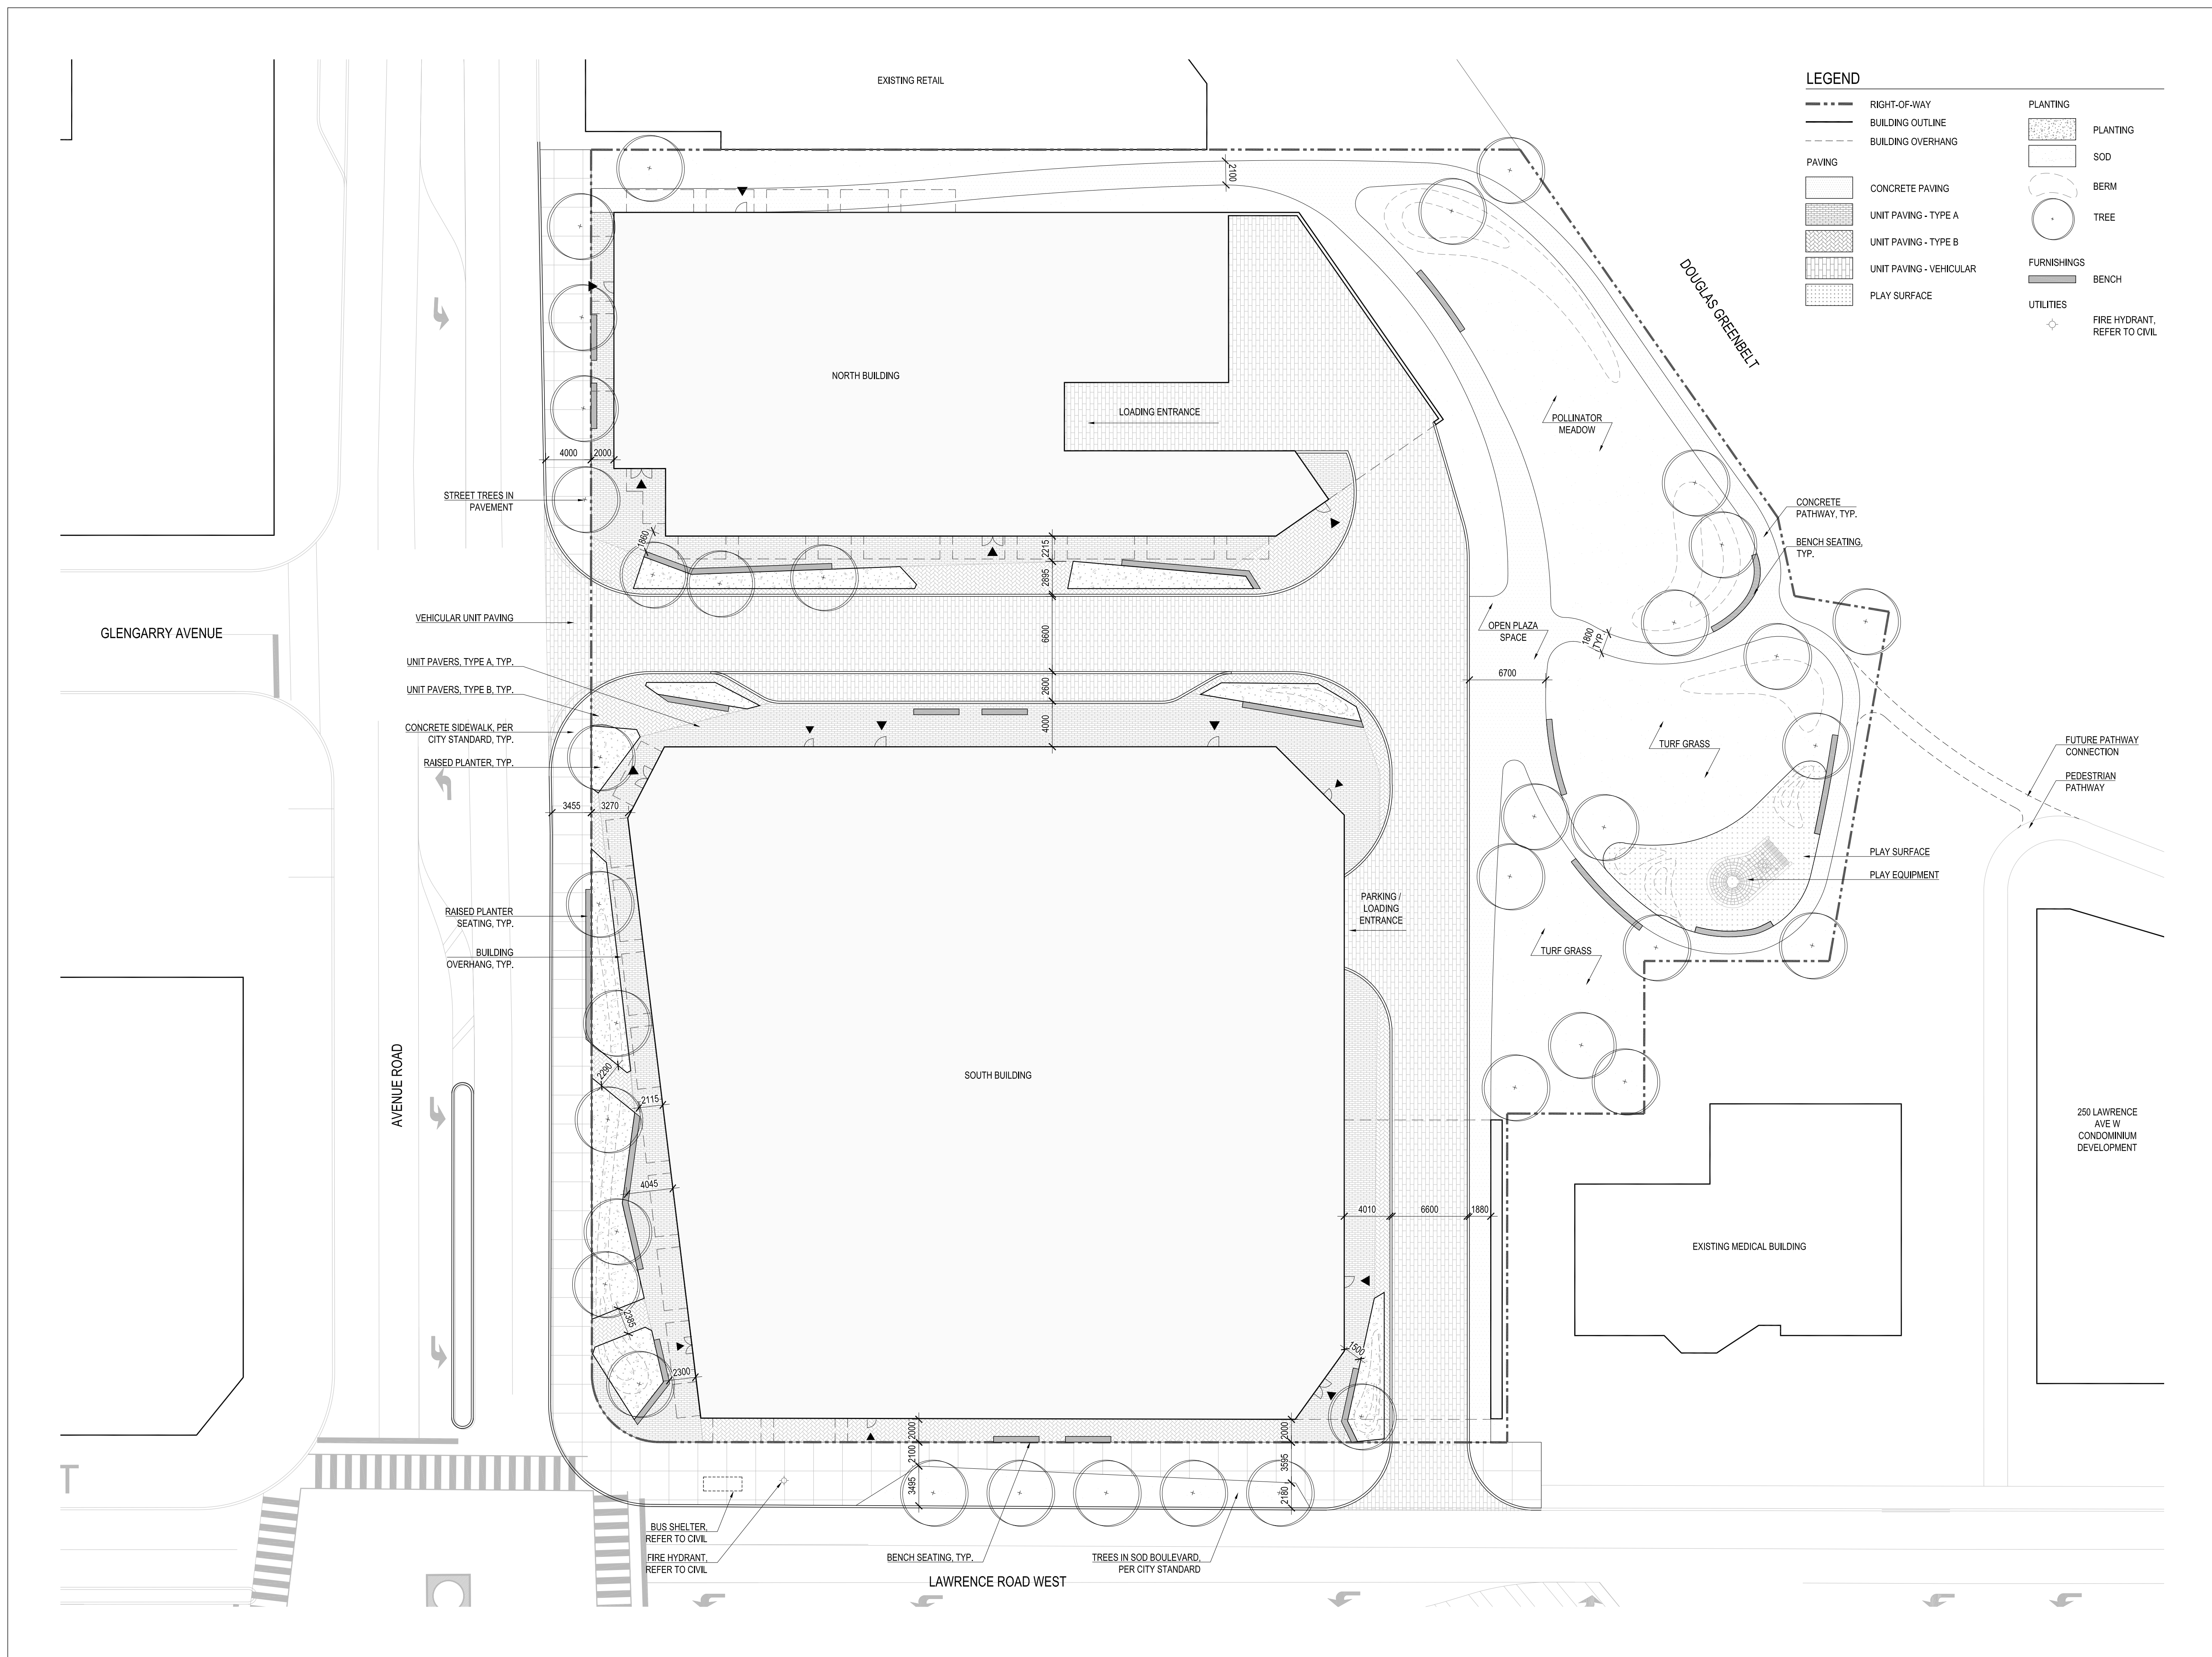 EXISTING RETAIL
LEGEND
RIGHT-OF-WAY
BUILDING OUTLINE
BUILDING OVERHANG
PAVING
CONCRETE PAVING
UNIT PAVING - TYPE A
UNIT PAVING - TYPE B
UNIT PAVING - VEHICULAR
PLAY SURFACE
PLANTING
PLANTING
SOD
BERM
TREE
FURNISHINGS
BENCH
UTILITIES
FIRE HYDRANT,
REFER TO CIVIL
2100
DOUGLAS GREENBELT
NORTH BUILDING
LOADING ENTRANCE
POLLINATOR
MEADOW
4000
2000
STREET TREES IN
PAVEMENT
CONCRETE
PATHWAY, TYP.
BENCH SEATING,
TYP.
1860
2215
2895
VEHICULAR UNIT PAVING
GLENGARRY AVENUE
6600
OPEN PLAZA
SPACE
1800
TYP.
UNIT PAVERS, TYPE A, TYP.
UNIT PAVERS, TYPE B, TYP.
6700
2600
4000
CONCRETE SIDEWALK, PER
CITY STANDARD, TYP.
RAISED PLANTER, TYP.
TURF GRASS
FUTURE PATHWAY
CONNECTION
PEDESTRIAN
PATHWAY
3455
3270
PLAY SURFACE
PLAY EQUIPMENT
PARKING /
LOADING
ENTRANCE
RAISED PLANTER
SEATING, TYP.
BUILDING
OVERHANG, TYP.
TURF GRASS
AVENUE ROAD
2290
SOUTH BUILDING
2115
250 LAWRENCE
AVE W
CONDOMINIUM
DEVELOPMENT
4045
4010
6600
1880
EXISTING MEDICAL BUILDING
2385
1500
2300
2000
2100
3495
2000
3595
2180
BUS SHELTER,
REFER TO CIVIL
FIRE HYDRANT,
REFER TO CIVIL
BENCH SEATING, TYP.
TREES IN SOD BOULEVARD,
PER CITY STANDARD
LAWRENCE ROAD WEST